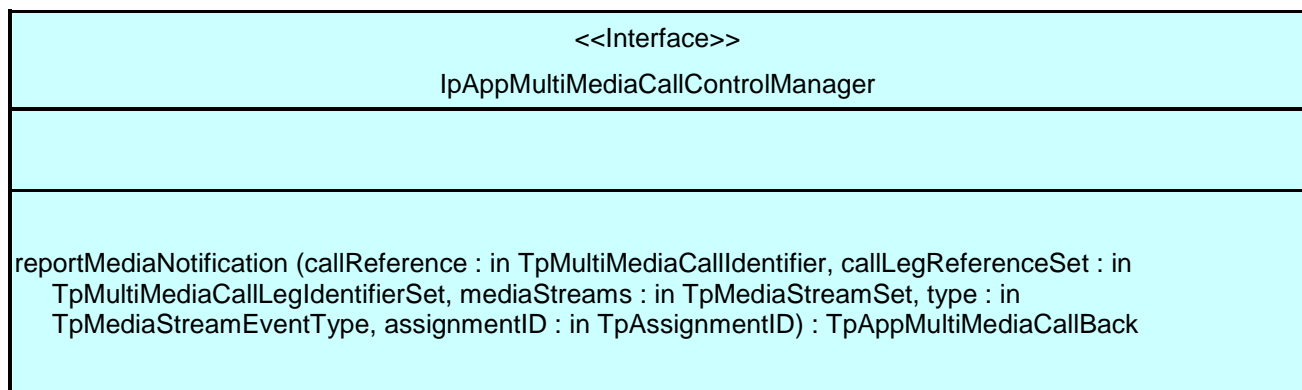 <<Interface>>
IpAppMultiMediaCallControlManager
reportMediaNotification (callReference : in TpMultiMediaCallIdentifier, callLegReferenceSet : in
TpMultiMediaCallLegIdentifierSet, mediaStreams : in TpMediaStreamSet, type : in
TpMediaStreamEventType, assignmentID : in TpAssignmentID) : TpAppMultiMediaCallBack